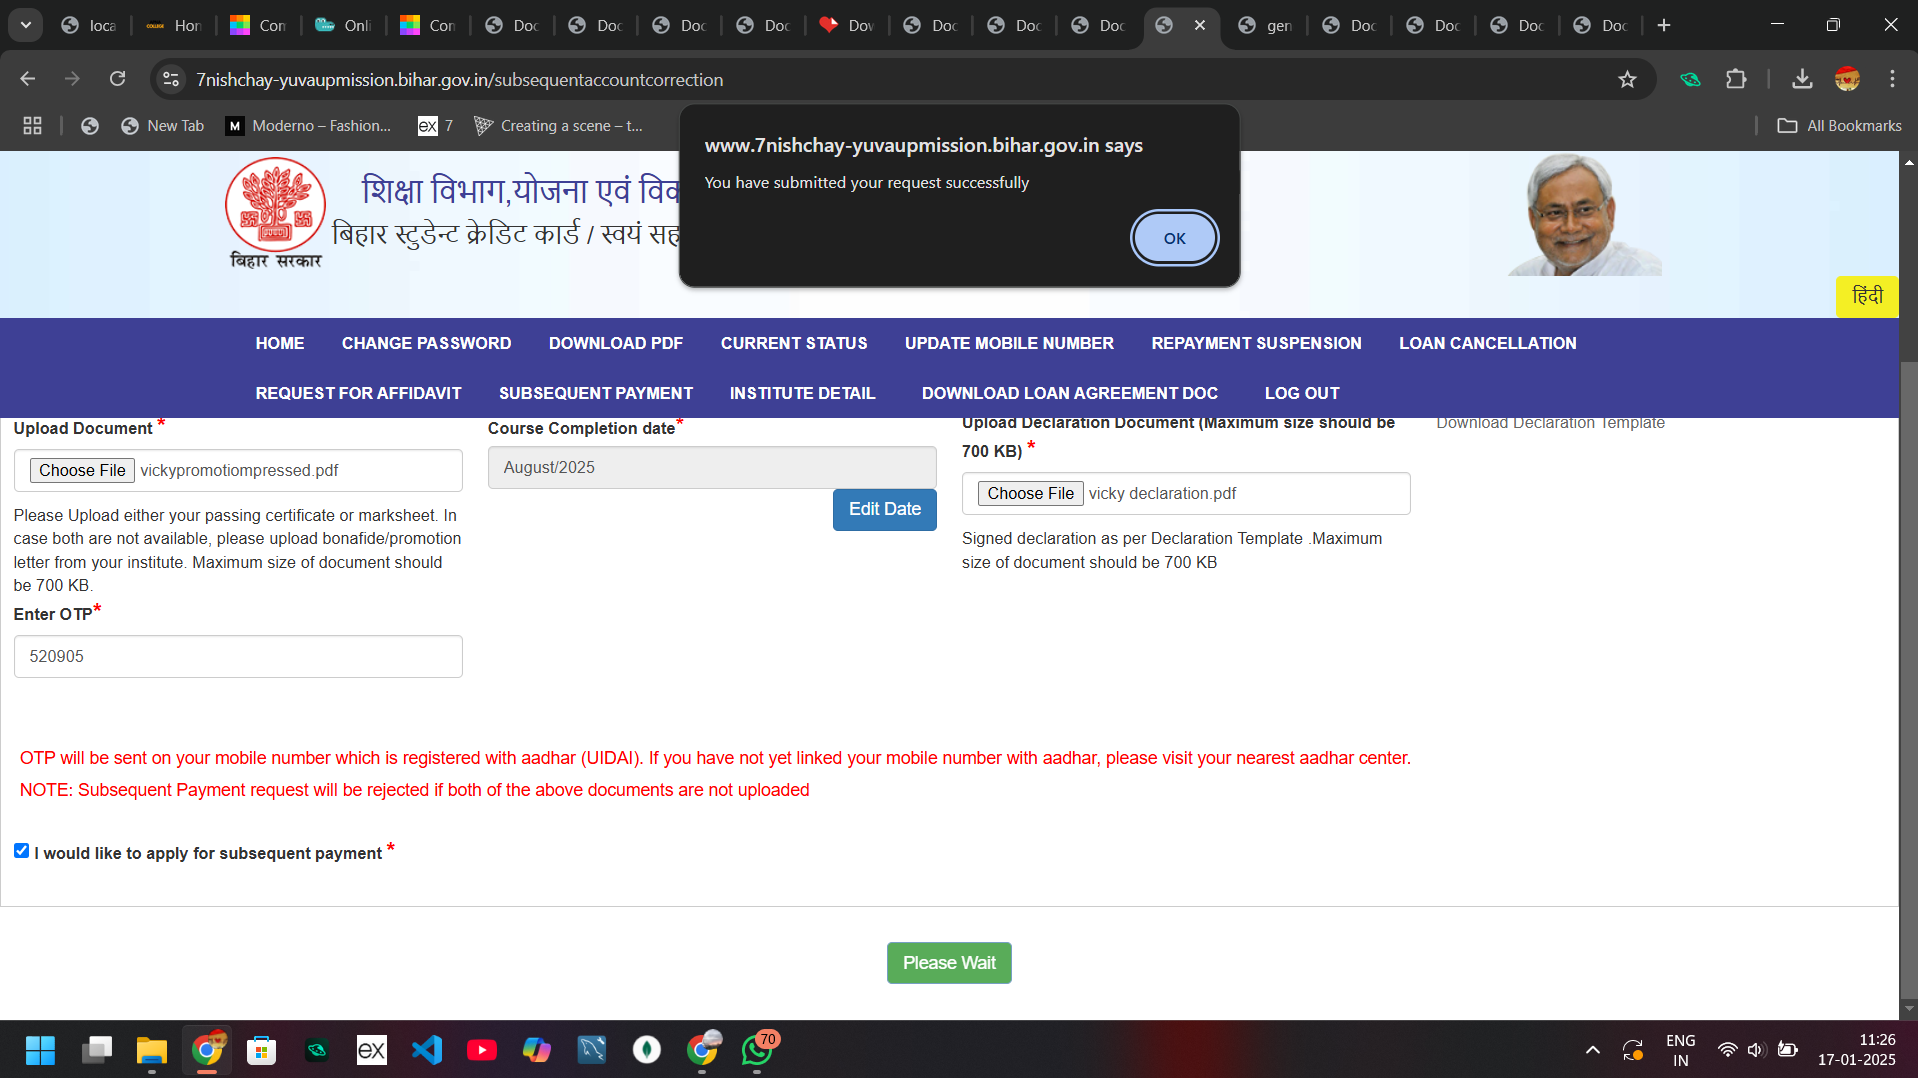 loca
Hon
Con
Onli
Con
Doc
Doc
Doc
Doc
Dov
Doc
Doc
Doc
gen
Doc
Doc
Doc
Doc
7nishchay-yuvaupmission.bihar.gov.in/subsequentaccountcorrection
New Tab
Moderno – Fashion...
ex 7
Creating a scene – t...
All Bookmarks
www.7nishchay-yuvaupmission.bihar.gov.in says
You have submitted your request successfully
OK
शिक्षा विभाग,योजना एवं विक
बिहार स्टुडेन्ट क्रेडिट कार्ड / स्वयं सह
बिहार सरकार
हिंदी
HOME CHANGE PASSWORD DOWNLOAD PDF CURRENT STATUS UPDATE MOBILE NUMBER REPAYMENT SUSPENSION LOAN CANCELLATION
REQUEST FOR AFFIDAVIT SUBSEQUENT PAYMENT INSTITUTE DETAIL DOWNLOAD LOAN AGREEMENT DOC LOG OUT
Upload Document *
Choose File vickypromotiompressed.pdf
Please Upload either your passing certificate or marksheet. In
case both are not available, please upload bonafide/promotion
letter from your institute. Maximum size of document should
be 700 KB.
Course Completion date*
August/2025
Edit Date
Upload Declaration Document (Maximum size should be
700 KB) *
Choose File vicky declaration.pdf
Signed declaration as per Declaration Template .Maximum
size of document should be 700 KB
Download Declaration Template
Enter OTP*
520905
OTP will be sent on your mobile number which is registered with aadhar (UIDAI). If you have not yet linked your mobile number with aadhar, please visit your nearest aadhar center.
NOTE: Subsequent Payment request will be rejected if both of the above documents are not uploaded
I would like to apply for subsequent payment *
Please Wait
ex
70
ENG
IN
11:26
17-01-2025